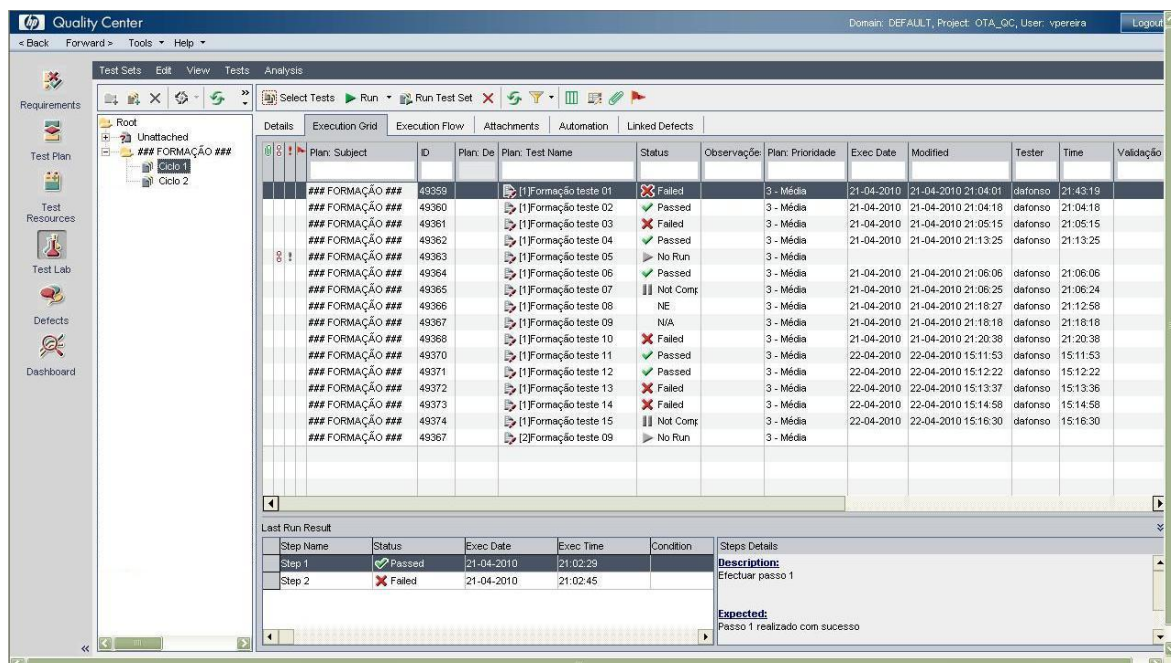 hp Quality Center Domain: DEFAULT, Project: OTA_QC, User: vpereira Logout
< Back Forward > Tools Help
Test Sets Edit View Tests Analysis
Requirements
Test Plan
Test Resources
Test Lab
Defects
Dashboard
Root
Unattached
### FORMAÇÃO ###
Ciclo 1
Ciclo 2
Select Tests Run Run Test Set
Details Execution Grid Execution Flow Attachments Automation Linked Defects
Plan: Subject ID Plan: De Plan: Test Name Status Observaçõe: Plan: Prioridade Exec Date Modified Tester Time Validação
### FORMAÇÃO ### 49359 [1]Formação teste 01 Failed 3 - Média 21-04-2010 21-04-2010 21:04:01 dafonso 21:43:19
### FORMAÇÃO ### 49360 [1]Formação teste 02 Passed 3 - Média 21-04-2010 21-04-2010 21:04:18 dafonso 21:04:18
### FORMAÇÃO ### 49361 [1]Formação teste 03 Failed 3 - Média 21-04-2010 21-04-2010 21:05:15 dafonso 21:05:15
### FORMAÇÃO ### 49362 [1]Formação teste 04 Passed 3 - Média 21-04-2010 21-04-2010 21:13:25 dafonso 21:13:25
### FORMAÇÃO ### 49363 [1]Formação teste 05 No Run 3 - Média
### FORMAÇÃO ### 49364 [1]Formação teste 06 Passed 3 - Média 21-04-2010 21-04-2010 21:06:06 dafonso 21:06:06
### FORMAÇÃO ### 49365 [1]Formação teste 07 Not Comp 3 - Média 21-04-2010 21-04-2010 21:06:25 dafonso 21:06:24
### FORMAÇÃO ### 49366 [1]Formação teste 08 NE 3 - Média 21-04-2010 21-04-2010 21:18:27 dafonso 21:12:58
### FORMAÇÃO ### 49367 [1]Formação teste 09 N/A 3 - Média 21-04-2010 21-04-2010 21:18:18 dafonso 21:18:18
### FORMAÇÃO ### 49368 [1]Formação teste 10 Failed 3 - Média 21-04-2010 21-04-2010 21:20:38 dafonso 21:20:38
### FORMAÇÃO ### 49370 [1]Formação teste 11 Passed 3 - Média 22-04-2010 22-04-2010 15:11:53 dafonso 15:11:53
### FORMAÇÃO ### 49371 [1]Formação teste 12 Passed 3 - Média 22-04-2010 22-04-2010 15:12:22 dafonso 15:12:22
### FORMAÇÃO ### 49372 [1]Formação teste 13 Failed 3 - Média 22-04-2010 22-04-2010 15:13:37 dafonso 15:13:36
### FORMAÇÃO ### 49373 [1]Formação teste 14 Failed 3 - Média 22-04-2010 22-04-2010 15:14:58 dafonso 15:14:58
### FORMAÇÃO ### 49374 [1]Formação teste 15 Not Comp 3 - Média 22-04-2010 22-04-2010 15:16:30 dafonso 15:16:30
### FORMAÇÃO ### 49367 [2]Formação teste 09 No Run 3 - Média
Last Run Result
Step Name Status Exec Date Exec Time Condition
Step 1 Passed 21-04-2010 21:02:29
Step 2 Failed 21-04-2010 21:02:45
Steps Details
Description:
Efectuar passo 1
Expected:
Passo 1 realizado com sucesso